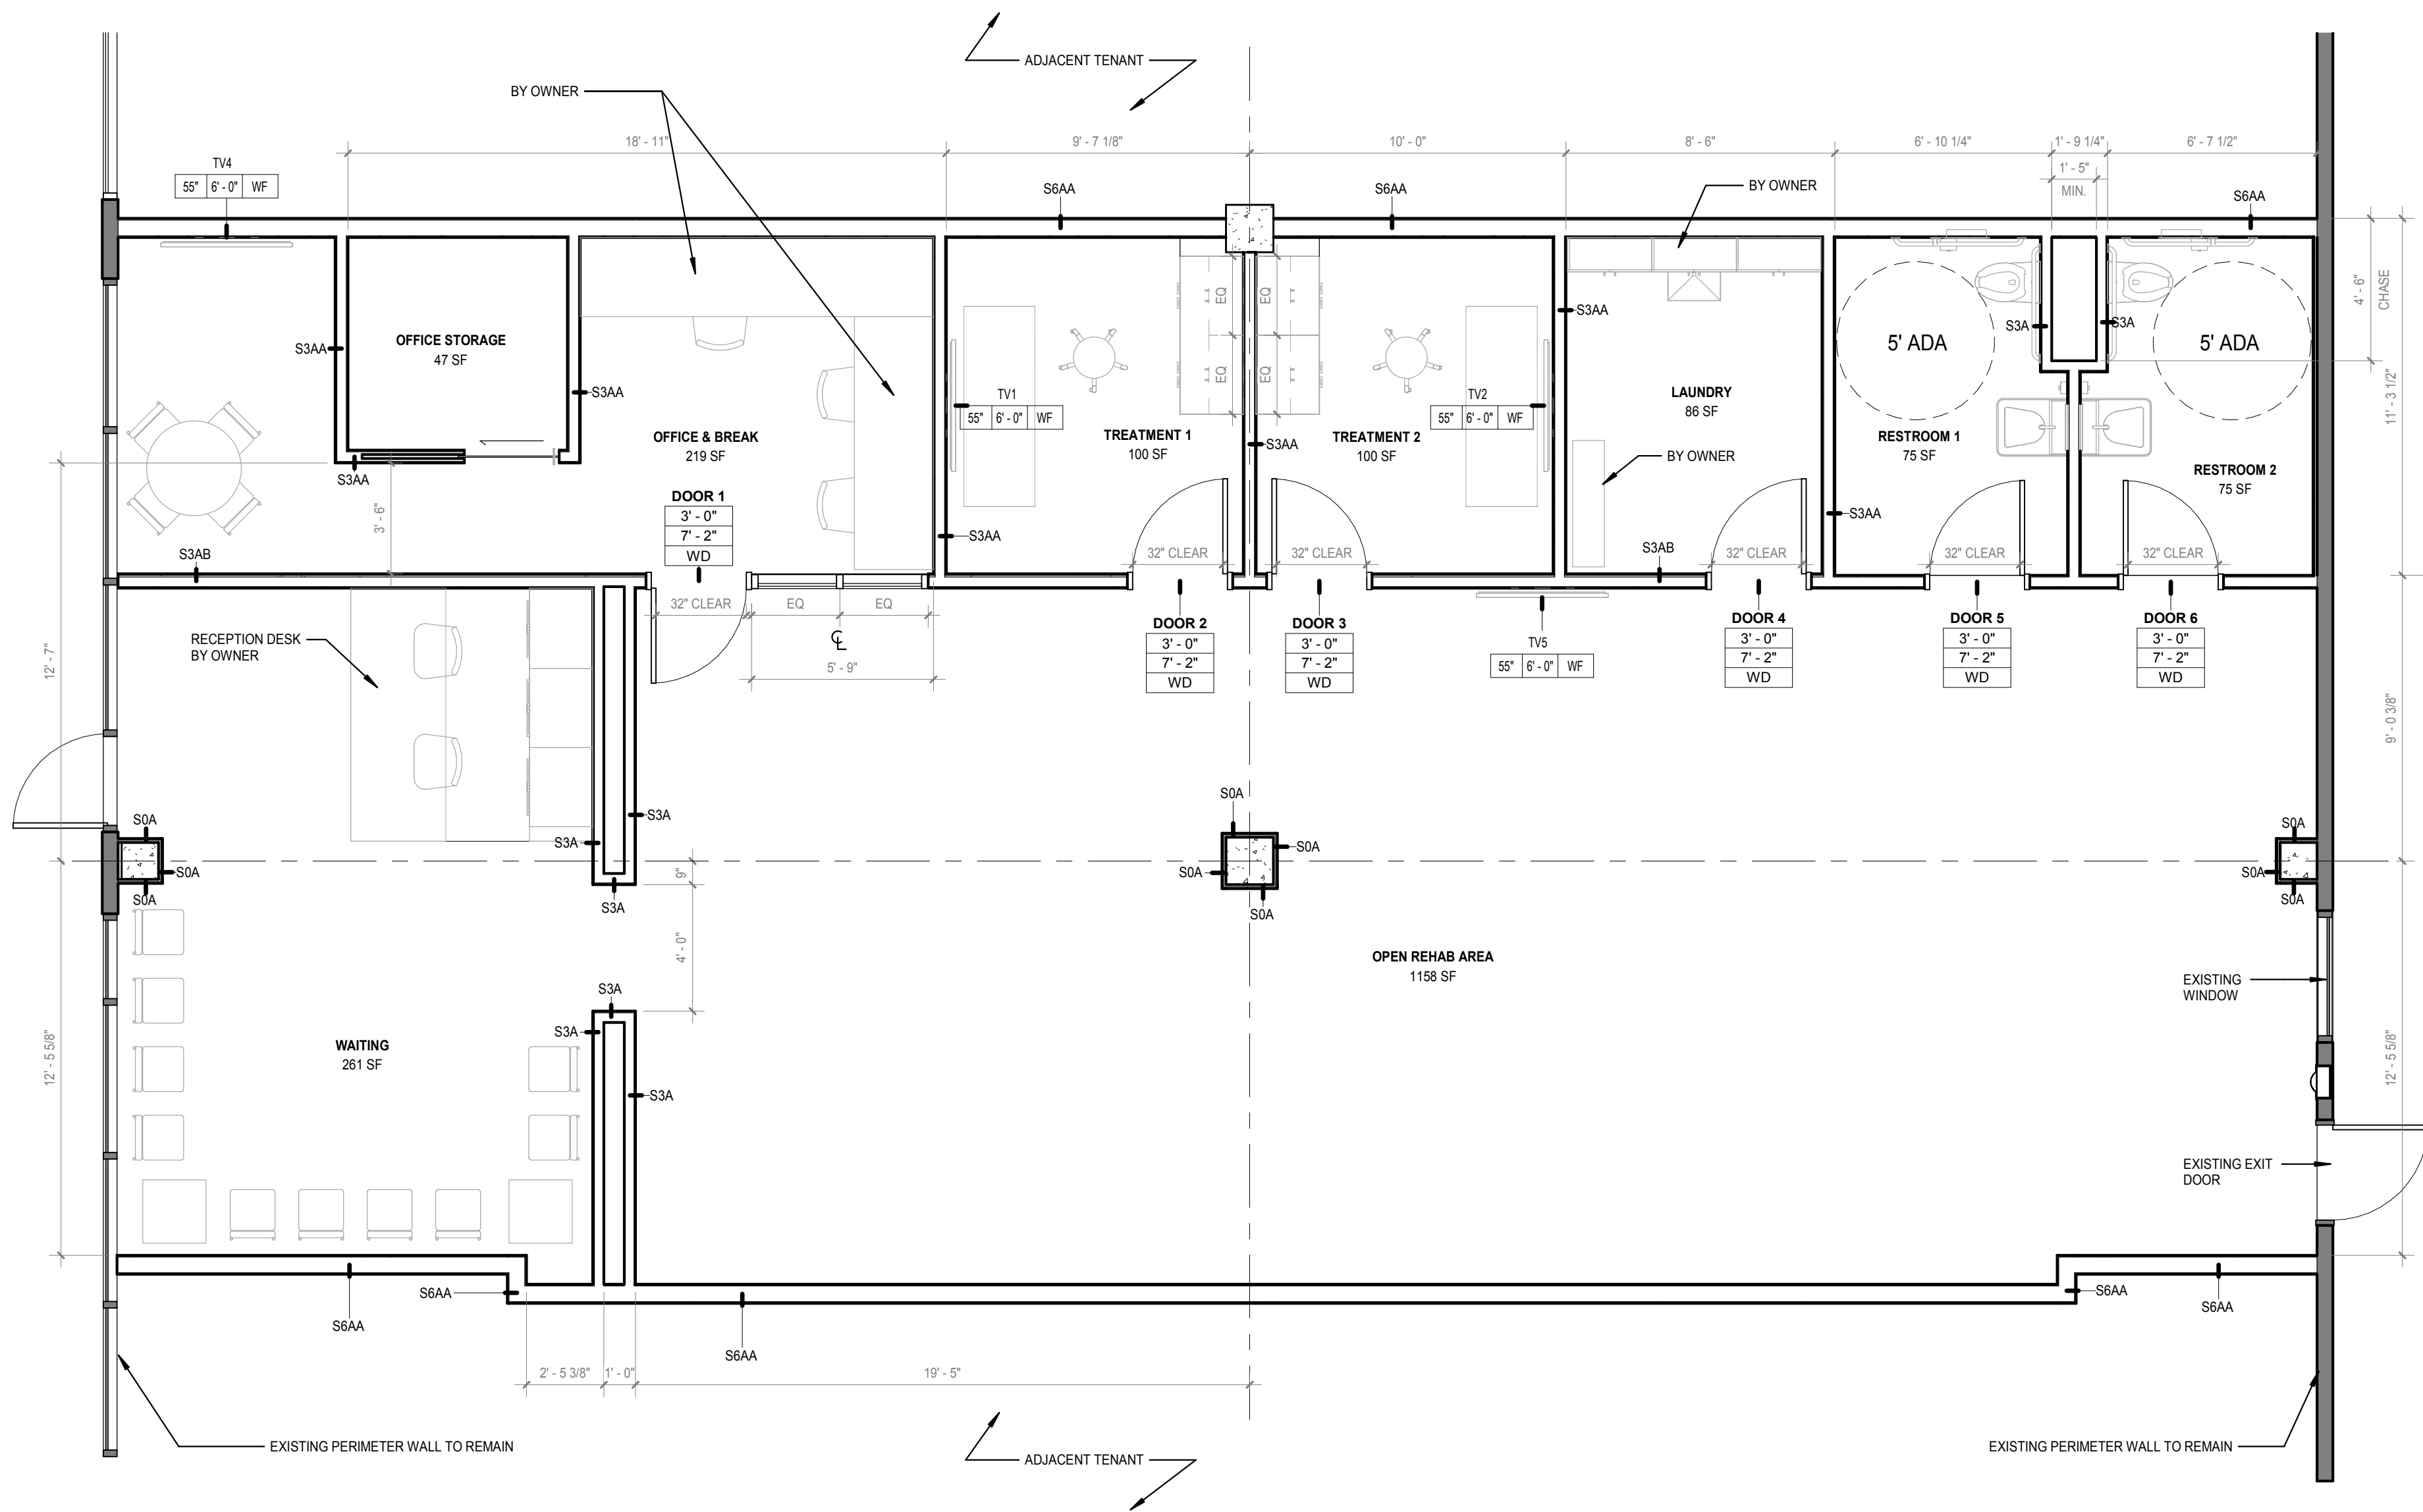 ADJACENT TENANT
BY OWNER
18' - 11"
9' - 7 1/8"
10' - 0"
8' - 6"
6' - 10 1/4"
1' - 9 1/4"
6' - 7 1/2"
1' - 5"
MIN.
TV4
55" 6' - 0" WF
S6AA
S6AA
BY OWNER
S6AA
4' - 6"
CHASE
11' - 3 1/2"
OFFICE STORAGE
47 SF
S3AA
S3AA
S3AA
3' - 6"
OFFICE & BREAK
219 SF
DOOR 1
3' - 0"
7' - 2"
WD
S3AB
TV1
55" 6' - 0" WF
EQ
EQ
EQ
EQ
TREATMENT 1
100 SF
S3AA
S3AA
TREATMENT 2
100 SF
TV2
55" 6' - 0" WF
S3AA
LAUNDRY
86 SF
BY OWNER
S3AB
S3AA
5' ADA
S3A
S3A
5' ADA
RESTROOM 1
75 SF
RESTROOM 2
75 SF
32" CLEAR
32" CLEAR
32" CLEAR
32" CLEAR
32" CLEAR
32" CLEAR
EQ
EQ
CL
5' - 9"
DOOR 2
3' - 0"
7' - 2"
WD
DOOR 3
3' - 0"
7' - 2"
WD
TV5
55" 6' - 0" WF
DOOR 4
3' - 0"
7' - 2"
WD
DOOR 5
3' - 0"
7' - 2"
WD
DOOR 6
3' - 0"
7' - 2"
WD
RECEPTION DESK
BY OWNER
12' - 7"
9' - 0 3/8"
S0A
S0A
S0A
S3A
S3A
S3A
9"
4' - 0"
S0A
S0A
S0A
S0A
S0A
S0A
S0A
OPEN REHAB AREA
1158 SF
EXISTING
WINDOW
S3A
S3A
S3A
WAITING
261 SF
12' - 5 5/8"
12' - 5 5/8"
EXISTING EXIT
DOOR
S6AA
S6AA
S6AA
S6AA
S6AA
2' - 5 3/8"
1' - 0"
19' - 5"
EXISTING PERIMETER WALL TO REMAIN
ADJACENT TENANT
EXISTING PERIMETER WALL TO REMAIN